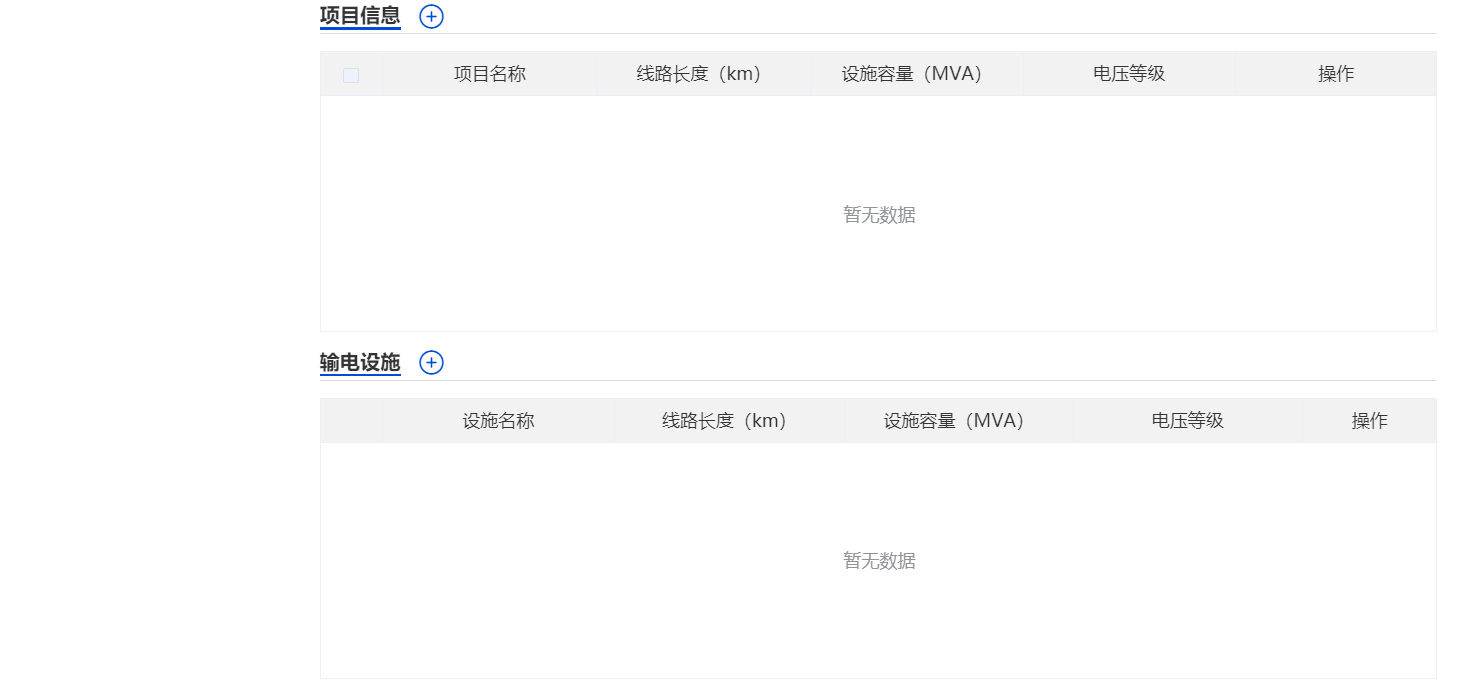 项目信息
项目名称 线路长度（km） 设施容量（MVA） 电压等级 操作
暂无数据
输电设施
设施名称 线路长度（km） 设施容量（MVA） 电压等级 操作
暂无数据